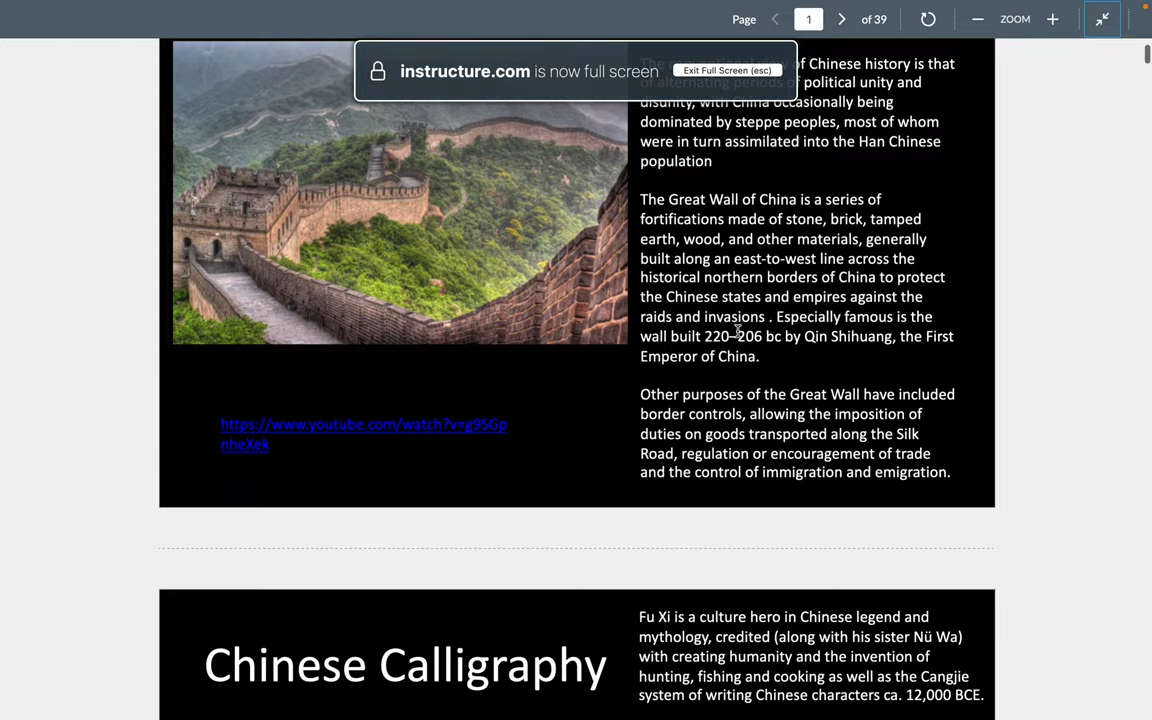 Page
1
of 39
ZOOM
instructure.com is now full screen
Exit Full Screen (esc)
of Chinese history is that
of alternating periods of political unity and
disunity, with China occasionally being
dominated by steppe peoples, most of whom
were in turn assimilated into the Han Chinese
population
The Great Wall of China is a series of
fortifications made of stone, brick, tamped
earth, wood, and other materials, generally
built along an east-to-west line across the
historical northern borders of China to protect
the Chinese states and empires against the
raids and invasions . Especially famous is the
wall built 220–206 bc by Qin Shihuang, the First
Emperor of China.
Other purposes of the Great Wall have included
border controls, allowing the imposition of
duties on goods transported along the Silk
Road, regulation or encouragement of trade
and the control of immigration and emigration.
https://www.youtube.com/watch?v=g9SGp
nheXek
Chinese Calligraphy
Fu Xi is a culture hero in Chinese legend and
mythology, credited (along with his sister Nü Wa)
with creating humanity and the invention of
hunting, fishing and cooking as well as the Cangjie
system of writing Chinese characters ca. 12,000 BCE.